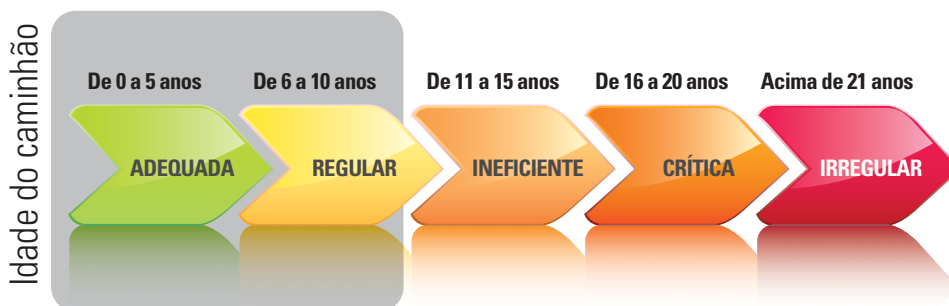 Idade do caminhão
De 0 a 5 anos
De 6 a 10 anos
De 11 a 15 anos
De 16 a 20 anos
Acima de 21 anos
ADEQUADA
REGULAR
INEFICIENTE
CRÍTICA
IRREGULAR